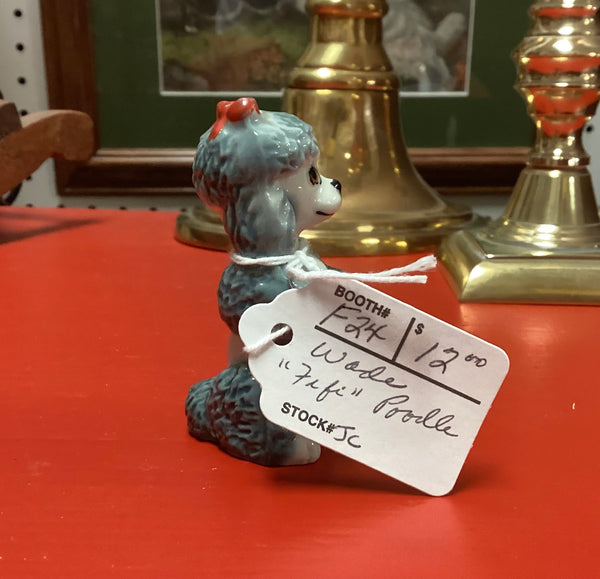 BOOTH# $
F24 12.00
Wade
"Fifi" Poodle
STOCK# Jc